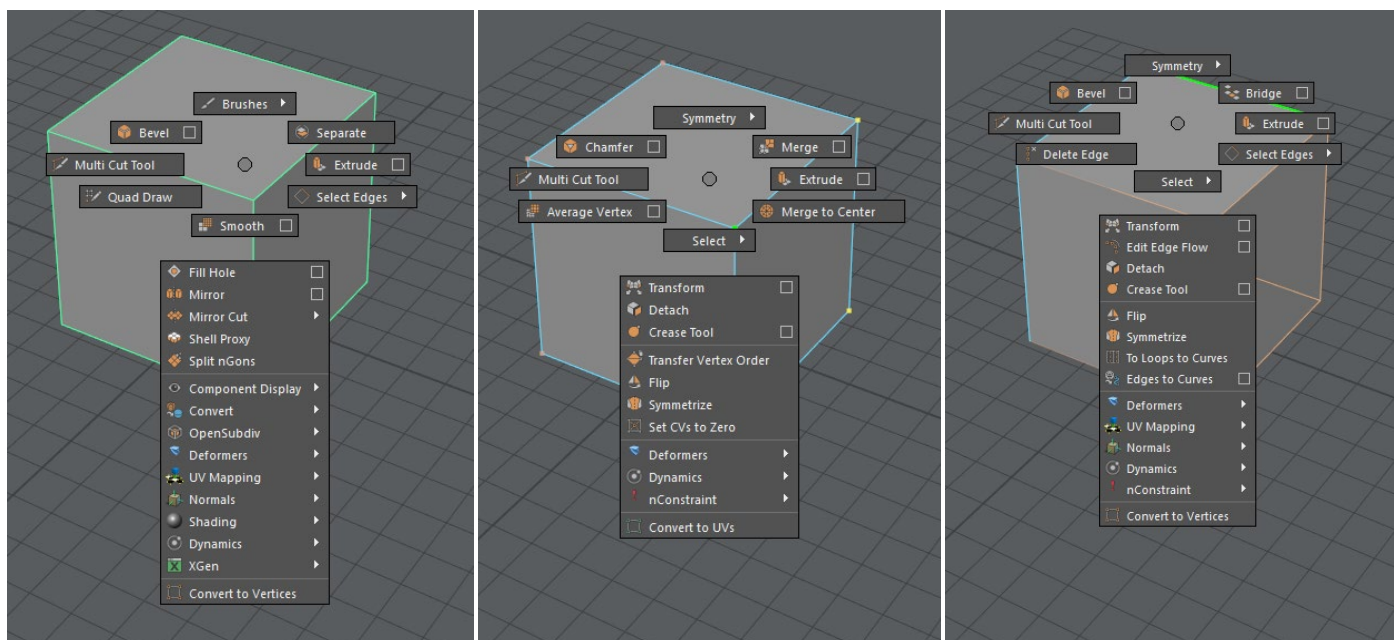 Brushes
Bevel
Separate
Multi Cut Tool
Extrude
Quad Draw
Select Edges
Smooth
Fill Hole
Mirror
Mirror Cut
Shell Proxy
Split nGons
Component Display
Convert
OpenSubdiv
Deformers
UV Mapping
Normals
Shading
Dynamics
XGen
Convert to Vertices
Symmetry
Chamfer
Merge
Multi Cut Tool
Extrude
Average Vertex
Merge to Center
Select
Transform
Detach
Crease Tool
Transfer Vertex Order
Flip
Symmetrize
Set CVs to Zero
Deformers
Dynamics
nConstraint
Convert to UVs
Symmetry
Bevel
Bridge
Multi Cut Tool
Extrude
Delete Edge
Select Edges
Select
Transform
Edit Edge Flow
Detach
Crease Tool
Flip
Symmetrize
To Loops to Curves
Edges to Curves
Deformers
UV Mapping
Normals
Dynamics
nConstraint
Convert to Vertices